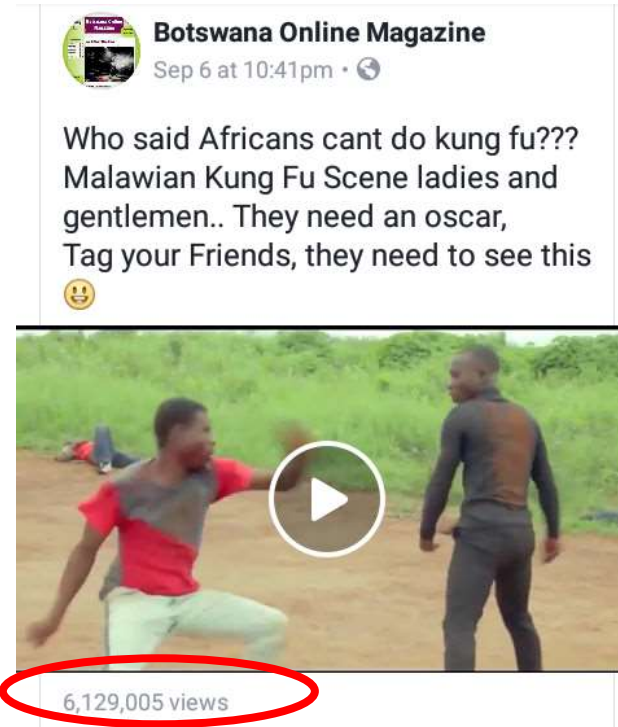 Botswana Online Magazine
Sep 6 at 10:41pm •
Who said Africans cant do kung fu???
Malawian Kung Fu Scene ladies and
gentlemen.. They need an oscar,
Tag your Friends, they need to see this
😃
6,129,005 views